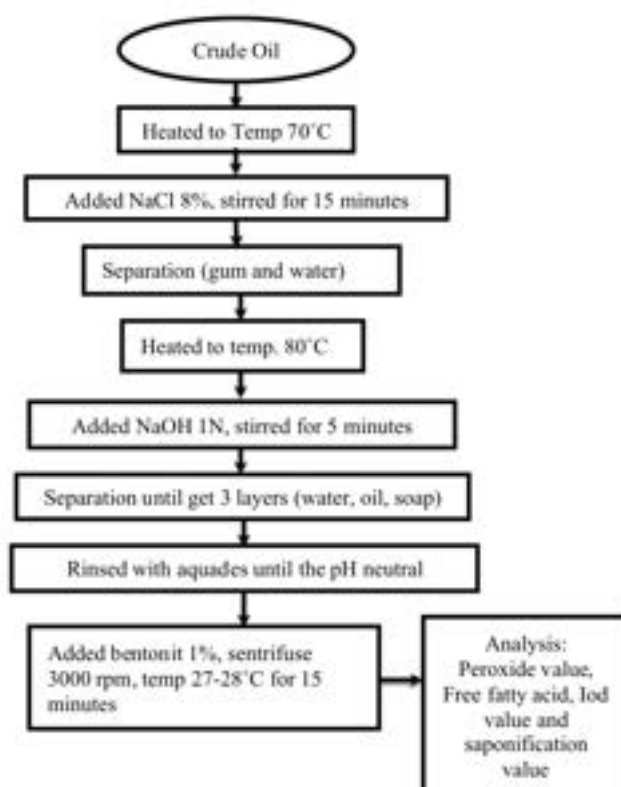 Crude Oil
Heated to Temp 70˚C
Added NaCl 8%, stirred for 15 minutes
Separation (gum and water)
Heated to temp. 80˚C
Added NaOH 1N, stirred for 5 minutes
Separation until get 3 layers (water, oil, soap)
Rinsed with aquades until the pH neutral
Added bentonit 1%, sentrifuse
3000 rpm, temp 27-28˚C for 15
minutes
Analysis:
Peroxide value,
Free fatty acid, Iod
value and
saponification
value